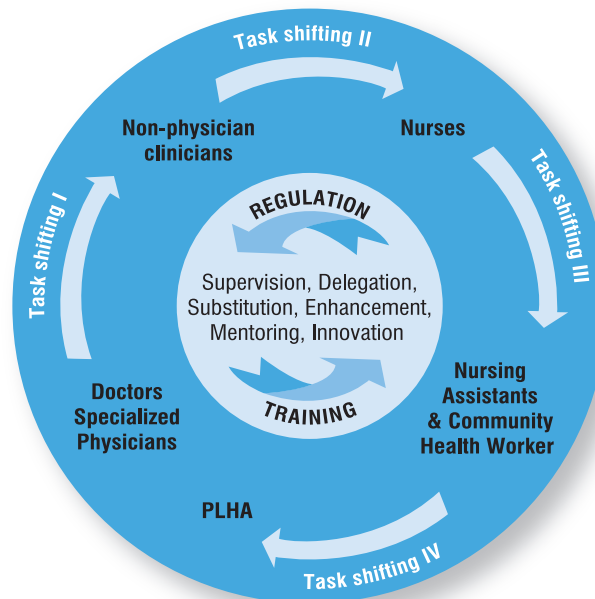 Task shifting II
Non-physician
clinicians
Nurses
Task shifting I
Task shifting III
REGULATION
Supervision, Delegation,
Substitution, Enhancement,
Mentoring, Innovation
TRAINING
Doctors
Specialized
Physicians
Nursing
Assistants
& Community
Health Worker
PLHA
Task shifting IV